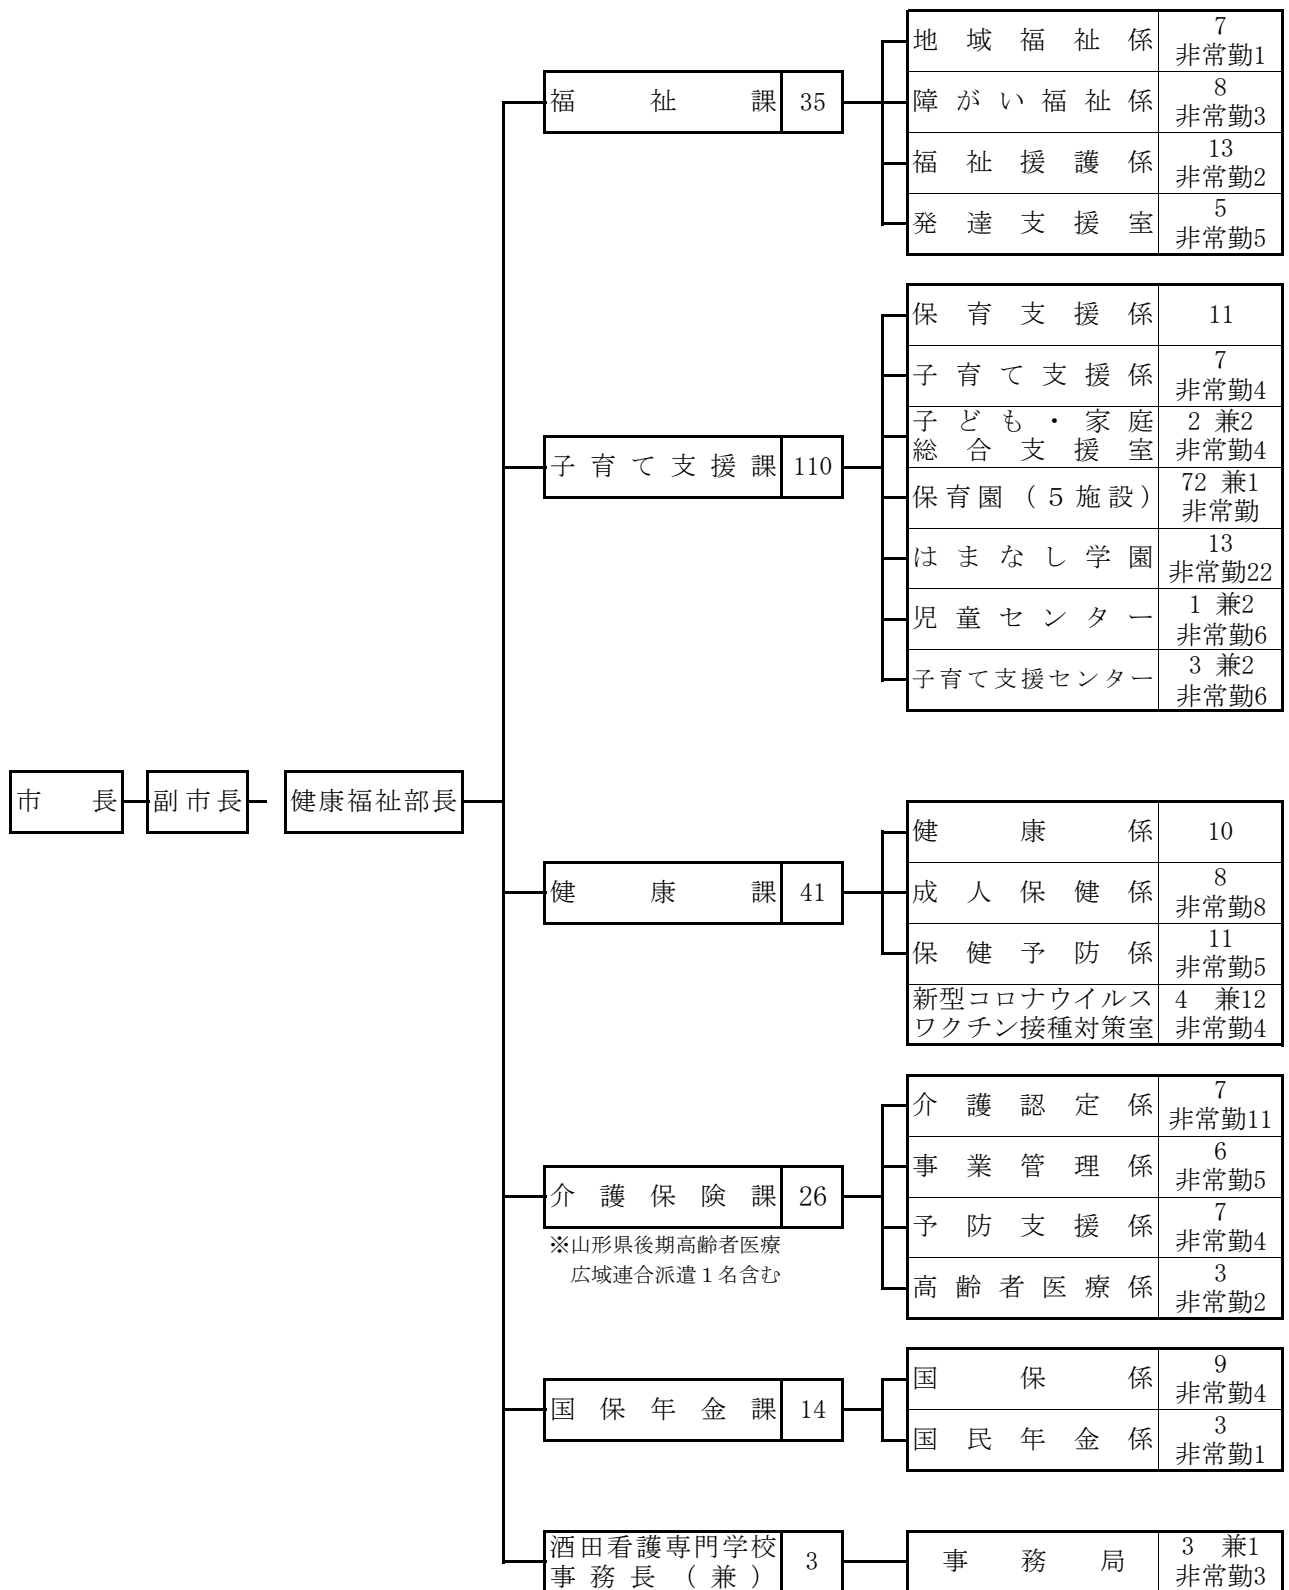 市長
副市長
健康福祉部長
福祉課 35
地域福祉係 7
非常勤1
障がい福祉係 8
非常勤3
福祉援護係 13
非常勤2
発達支援室 5
非常勤5
子育て支援課 110
保育支援係 11
子育て支援係 7
非常勤4
子ども・家庭 2 兼2
総合支援室 非常勤4
保育園（５施設） 72 兼1
非常勤
はまなし学園 13
非常勤22
児童センター 1 兼2
非常勤6
子育て支援センター 3 兼2
非常勤6
健康課 41
健康係 10
成人保健係 8
非常勤8
保健予防係 11
非常勤5
新型コロナウイルス 4 兼12
ワクチン接種対策室 非常勤4
介護保険課 26
※山形県後期高齢者医療
広域連合派遣１名含む
介護認定係 7
非常勤11
事業管理係 6
非常勤5
予防支援係 7
非常勤4
高齢者医療係 3
非常勤2
国保年金課 14
国保係 9
非常勤4
国民年金係 3
非常勤1
酒田看護専門学校
事務長（兼） 3
事務局 3 兼1
非常勤3